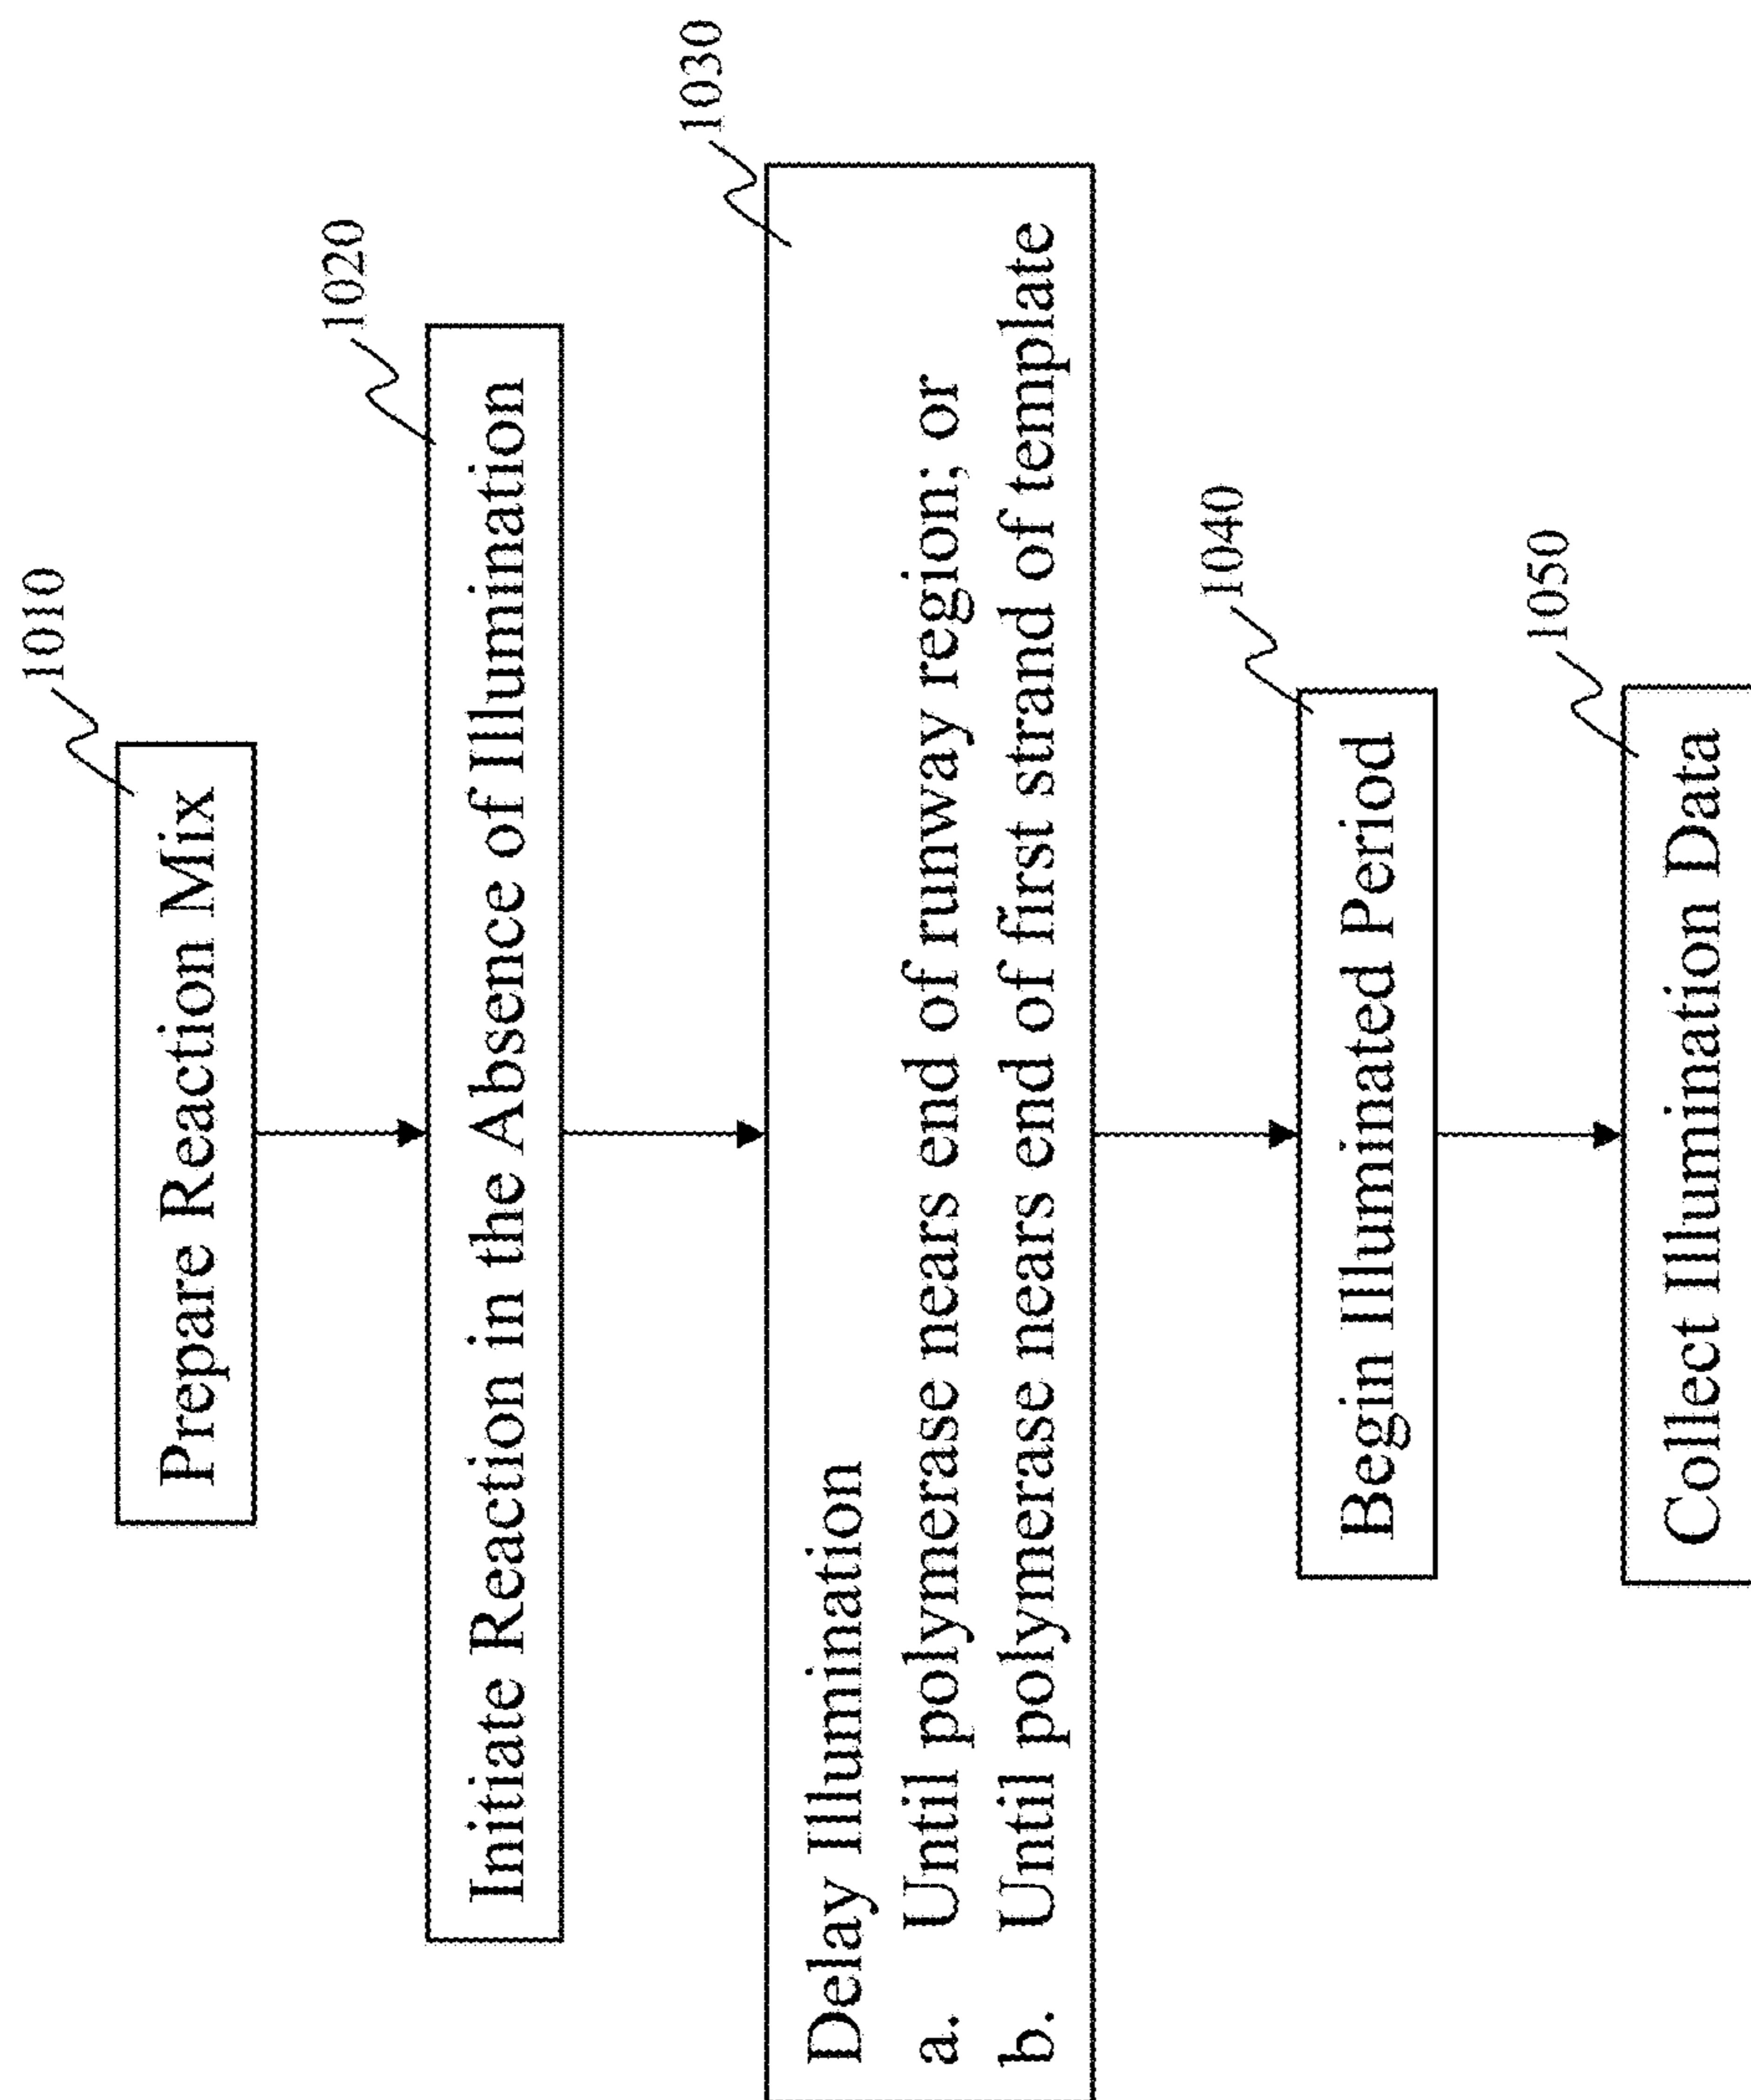 1010
Prepare Reaction Mix
1020
Initiate Reaction in the Absence of Illumination
1030
Delay Illumination
a. Until polymerase nears end of runway region; or
b. Until polymerase nears end of first strand of template
1040
Begin Illuminated Period
1050
Collect Illumination Data